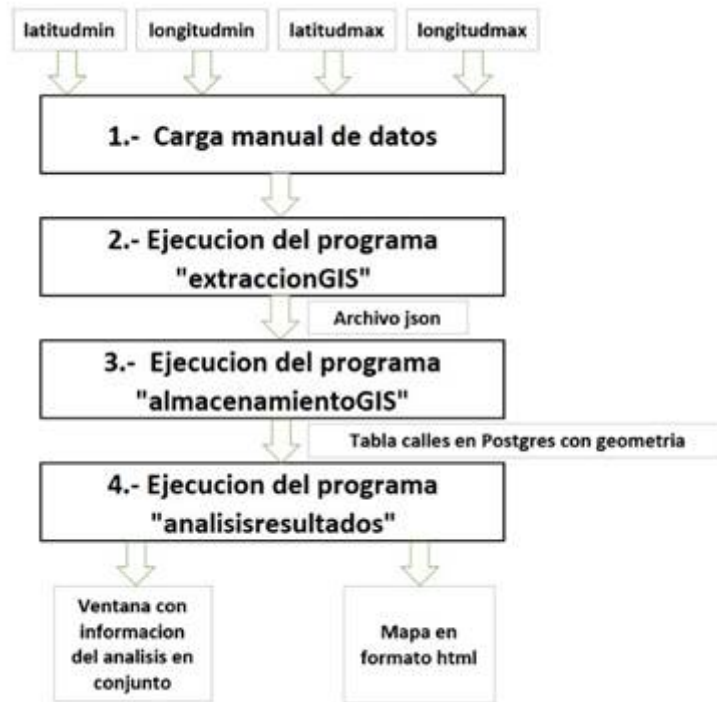 latitudmin
longitudmin
latitudmax
longitudmax
1.- Carga manual de datos
2.- Ejecucion del programa
"extraccionGIS"
Archivo json
3.- Ejecucion del programa
"almacenamientoGIS"
Tabla calles en Postgres con geometria
4.- Ejecucion del programa
"analisisresultados"
Ventana con
informacion
del analisis en
conjunto
Mapa en
formato html